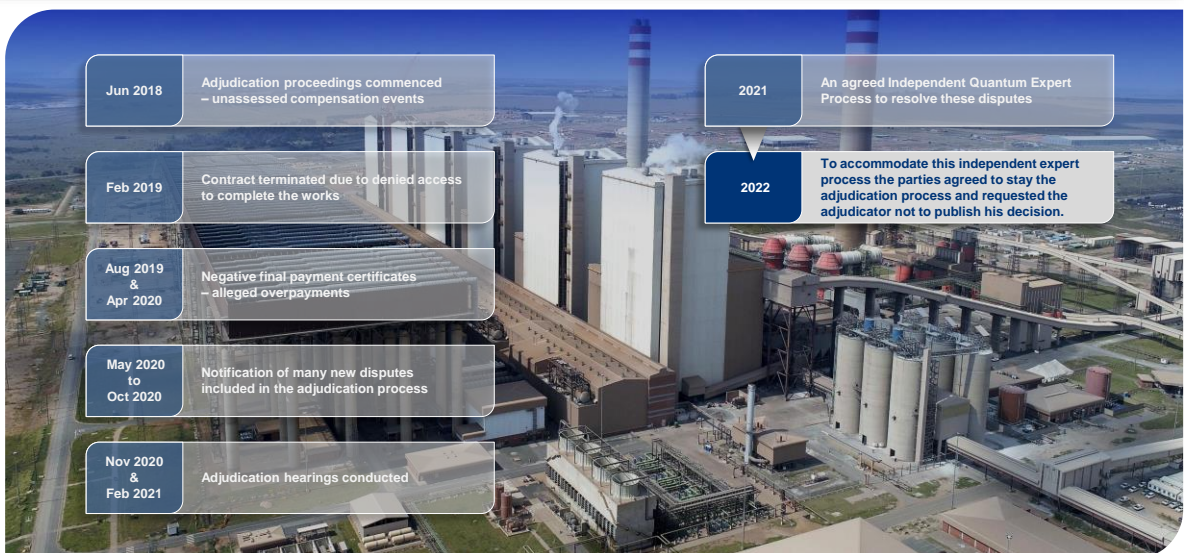 Jun 2018
Adjudication proceedings commenced
– unassessed compensation events
Feb 2019
Contract terminated due to denied access
to complete the works
Aug 2019
&
Apr 2020
Negative final payment certificates
– alleged overpayments
May 2020
to
Oct 2020
Notification of many new disputes
included in the adjudication process
Nov 2020
&
Feb 2021
Adjudication hearings conducted
2021
An agreed Independent Quantum Expert
Process to resolve these disputes
2022
To accommodate this independent expert
process the parties agreed to stay the
adjudication process and requested the
adjudicator not to publish his decision.